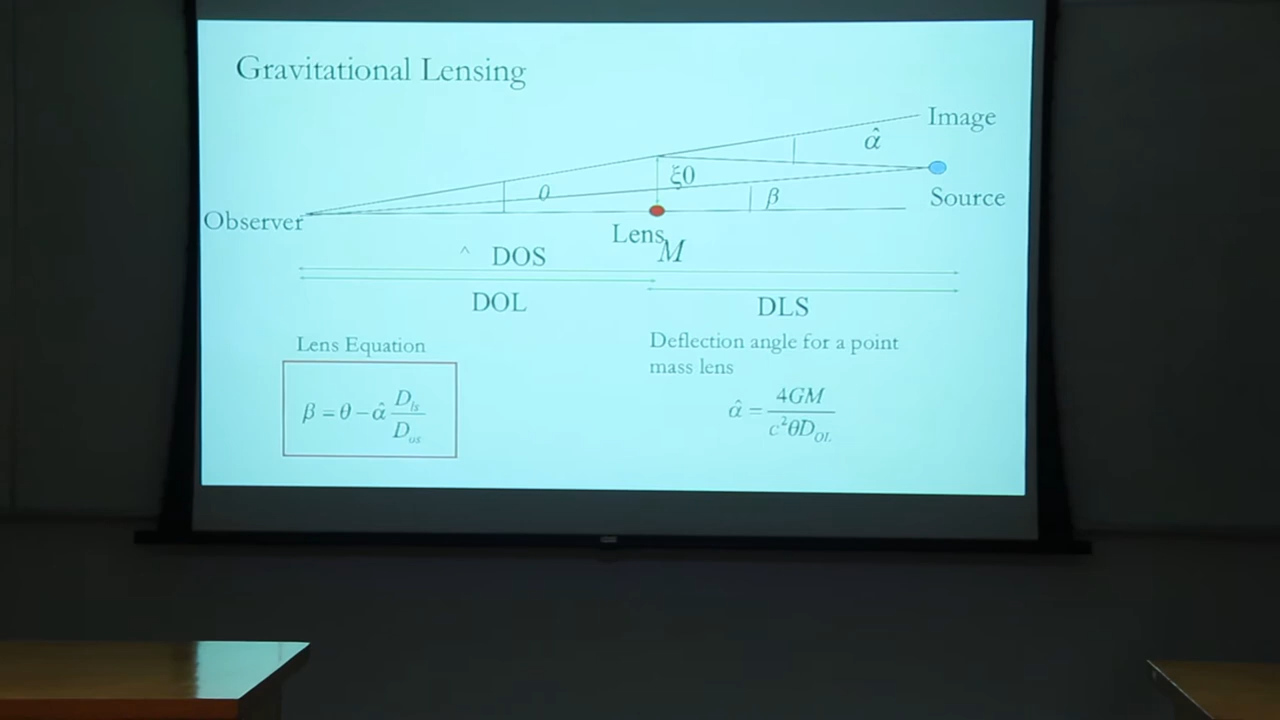 Gravitational Lensing
Image
α̂
ξ0
θ
β
Source
Observer
Lens
M
^ DOS
DOL
DLS
Lens Equation
β = θ − α̂ D_ls / D_os
Deflection angle for a point
mass lens
α̂ = 4GM / c²θD_OL